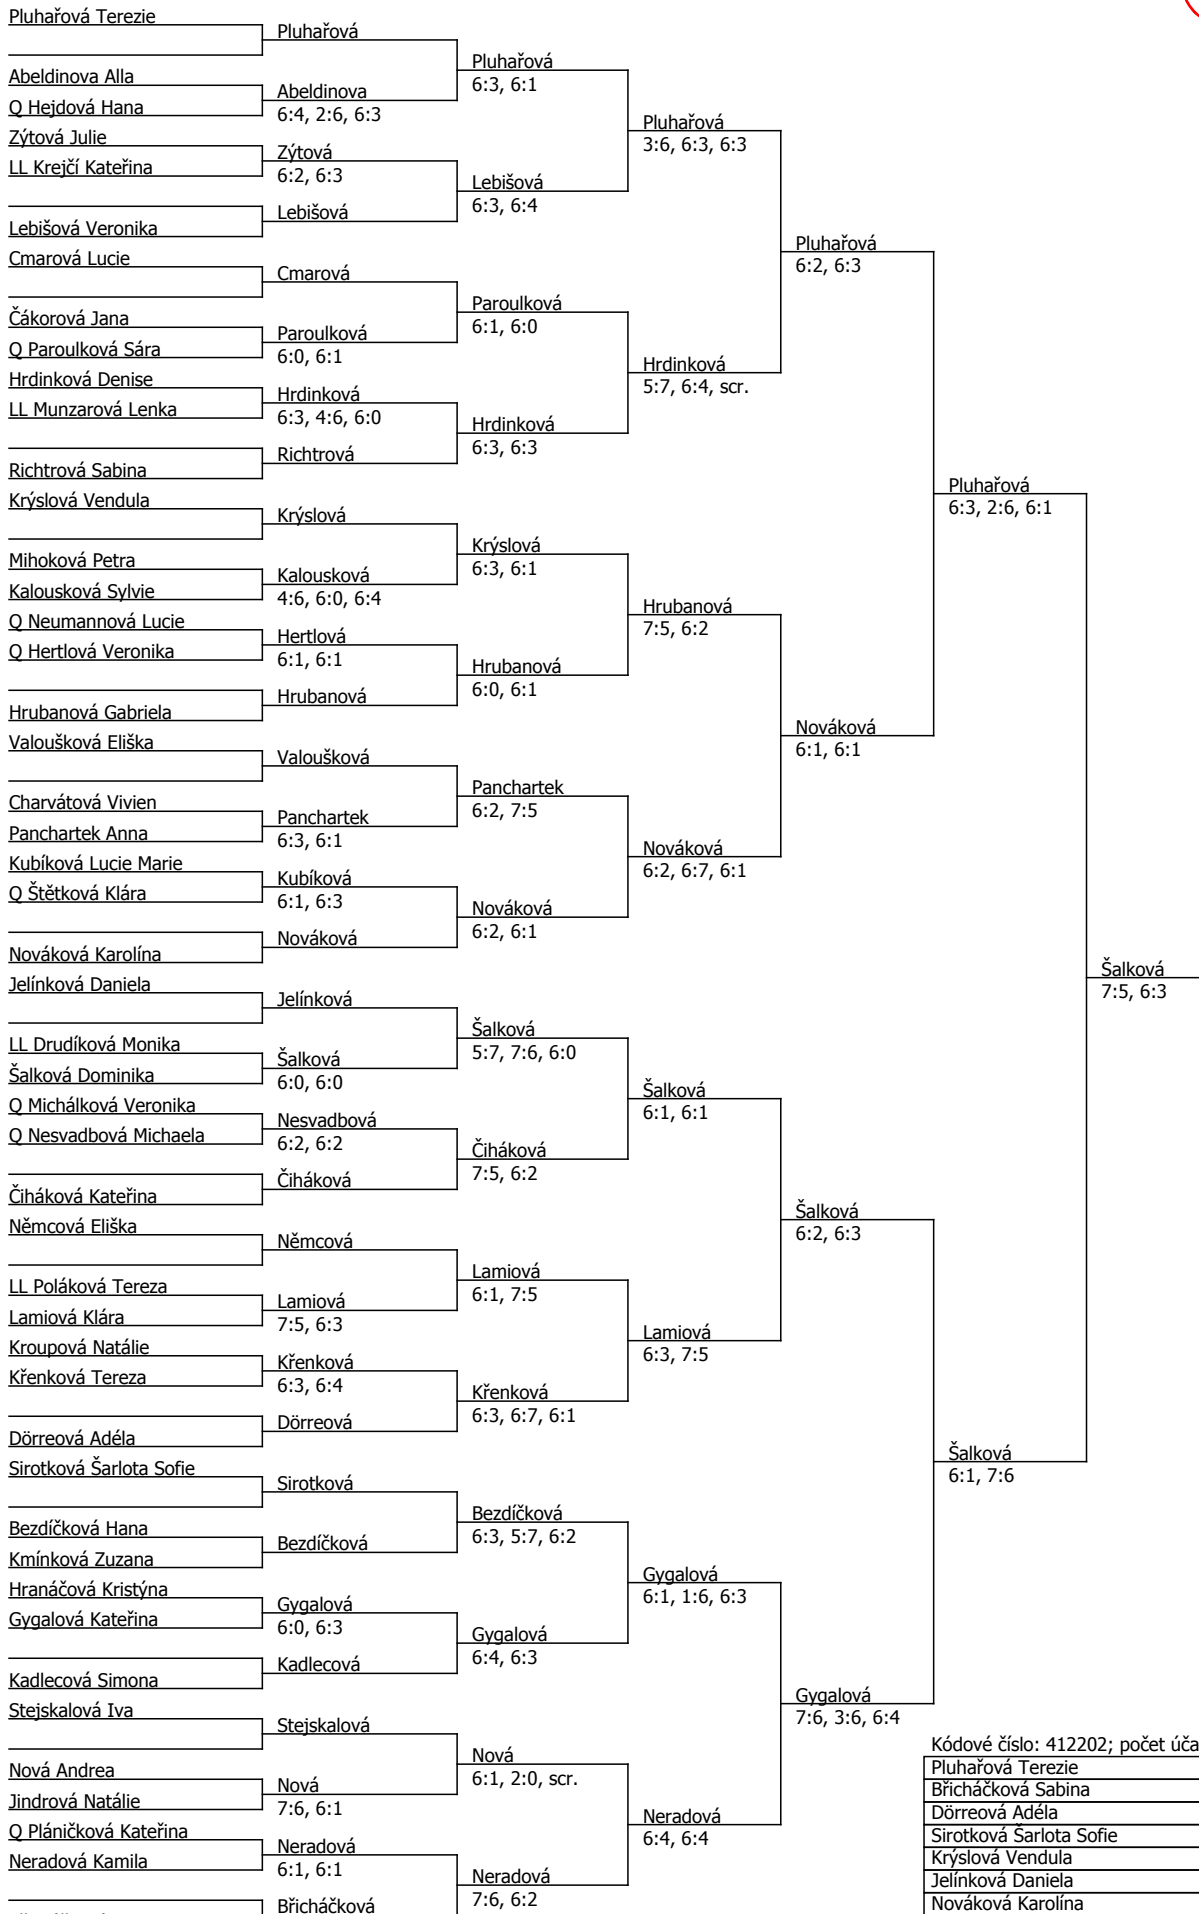 Pluhařová Terezie
Abeldinova Alla
Q Hejdová Hana
Zýtová Julie
LL Krejčí Kateřina
Lebišová Veronika
Cmarová Lucie
Čákorová Jana
Q Paroulková Sára
Hrdinková Denise
LL Munzarová Lenka
Richtrová Sabina
Krýslová Vendula
Mihoková Petra
Kalousková Sylvie
Q Neumannová Lucie
Q Hertlová Veronika
Hrubanová Gabriela
Valoušková Eliška
Charvátová Vivien
Panchartek Anna
Kubíková Lucie Marie
Q Štětková Klára
Nováková Karolína
Jelínková Daniela
LL Drudíková Monika
Šalková Dominika
Q Michálková Veronika
Q Nesvadbová Michaela
Čiháková Kateřina
Němcová Eliška
LL Poláková Tereza
Lamiová Klára
Kroupová Natálie
Křenková Tereza
Dörreová Adéla
Sirotková Šarlota Sofie
Bezdíčková Hana
Kmínková Zuzana
Hranáčová Kristýna
Gygalová Kateřina
Kadlecová Simona
Stejskalová Iva
Nová Andrea
Jindrová Natálie
Q Pláničková Kateřina
Neradová Kamila
Pluhařová
Abeldinova
6:4, 2:6, 6:3
Zýtová
6:2, 6:3
Lebišová
Cmarová
Paroulková
6:0, 6:1
Hrdinková
6:3, 4:6, 6:0
Richtrová
Krýslová
Kalousková
4:6, 6:0, 6:4
Hertlová
6:1, 6:1
Hrubanová
Valoušková
Panchartek
6:3, 6:1
Kubíková
6:1, 6:3
Nováková
Jelínková
Šalková
6:0, 6:0
Nesvadbová
6:2, 6:2
Čiháková
Němcová
Lamiová
7:5, 6:3
Křenková
6:3, 6:4
Dörreová
Sirotková
Bezdíčková
Gygalová
6:0, 6:3
Kadlecová
Stejskalová
Nová
7:6, 6:1
Neradová
6:1, 6:1
Břicháčková
Pluhařová
6:3, 6:1
Lebišová
6:3, 6:4
Paroulková
6:1, 6:0
Hrdinková
6:3, 6:3
Krýslová
6:3, 6:1
Hrubanová
6:0, 6:1
Panchartek
6:2, 7:5
Nováková
6:2, 6:1
Šalková
5:7, 7:6, 6:0
Čiháková
7:5, 6:2
Lamiová
6:1, 7:5
Křenková
6:3, 6:7, 6:1
Bezdíčková
6:3, 5:7, 6:2
Gygalová
6:4, 6:3
Nová
6:1, 2:0, scr.
Neradová
7:6, 6:2
Pluhařová
3:6, 6:3, 6:3
Hrdinková
5:7, 6:4, scr.
Hrubanová
7:5, 6:2
Nováková
6:2, 6:7, 6:1
Šalková
6:1, 6:1
Lamiová
6:3, 7:5
Gygalová
6:1, 1:6, 6:3
Neradová
6:4, 6:4
Pluhařová
6:2, 6:3
Nováková
6:1, 6:1
Šalková
6:2, 6:3
Gygalová
7:6, 3:6, 6:4
Pluhařová
6:3, 2:6, 6:1
Šalková
6:1, 7:6
Šalková
7:5, 6:3
Kódové číslo: 412202; počet úča
Pluhařová Terezie
Břicháčková Sabina
Dörreová Adéla
Sirotková Šarlota Sofie
Krýslová Vendula
Jelínková Daniela
Nováková Karolína